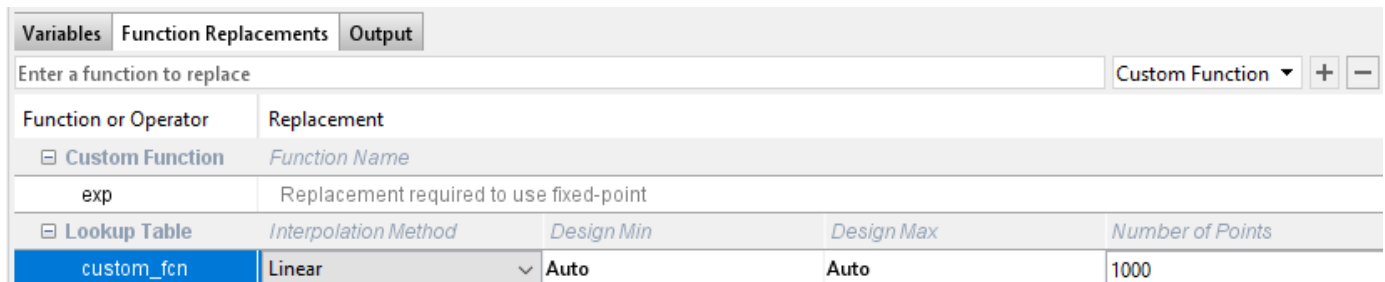 Variables Function Replacements Output
Enter a function to replace Custom Function
Function or Operator Replacement
Custom Function Function Name
exp Replacement required to use fixed-point
Lookup Table Interpolation Method Design Min Design Max Number of Points
custom_fcn Linear Auto Auto 1000